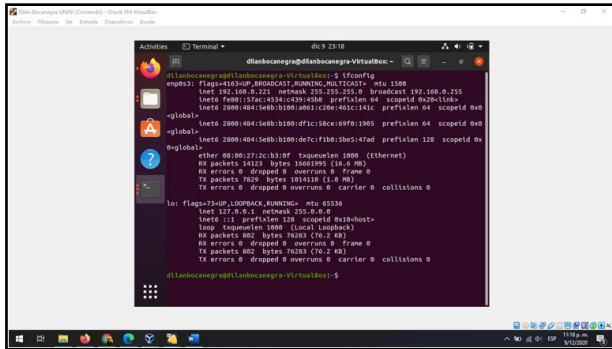 DilanBocanegra UNAD [Corriendo] - Oracle VM VirtualBox
Archivo Máquina Ver Entrada Dispositivos Ayuda
Activities Terminal dic 9 23:18
dilanbocanegra@dilanbocanegra-VirtualBox: ~
dilanbocanegra@dilanbocanegra-VirtualBox:~$ ifconfig
enp0s3: flags=4163<UP,BROADCAST,RUNNING,MULTICAST> mtu 1500
inet 192.168.0.221 netmask 255.255.255.0 broadcast 192.168.0.255
inet6 fe80::57ac:4534:c439:45b8 prefixlen 64 scopeid 0x20<link>
inet6 2800:484:5e8b:b100:a061:c20e:461c:141c prefixlen 64 scopeid 0x0
<global>
inet6 2800:484:5e8b:b100:df1c:58ce:69f0:1905 prefixlen 64 scopeid 0x0
<global>
inet6 2800:484:5e8b:b100:de7c:f1b0:5be5:47ad prefixlen 128 scopeid 0x
0<global>
ether 08:00:27:2c:b3:0f txqueuelen 1000 (Ethernet)
RX packets 14123 bytes 16661995 (16.6 MB)
RX errors 0 dropped 0 overruns 0 frame 0
TX packets 7829 bytes 1014110 (1.0 MB)
TX errors 0 dropped 0 overruns 0 carrier 0 collisions 0
lo: flags=73<UP,LOOPBACK,RUNNING> mtu 65536
inet 127.0.0.1 netmask 255.0.0.0
inet6 ::1 prefixlen 128 scopeid 0x10<host>
loop txqueuelen 1000 (Local Loopback)
RX packets 802 bytes 76283 (76.2 KB)
RX errors 0 dropped 0 overruns 0 frame 0
TX packets 802 bytes 76283 (76.2 KB)
TX errors 0 dropped 0 overruns 0 carrier 0 collisions 0
dilanbocanegra@dilanbocanegra-VirtualBox:~$
ESP
11:18 p. m.
9/12/2020